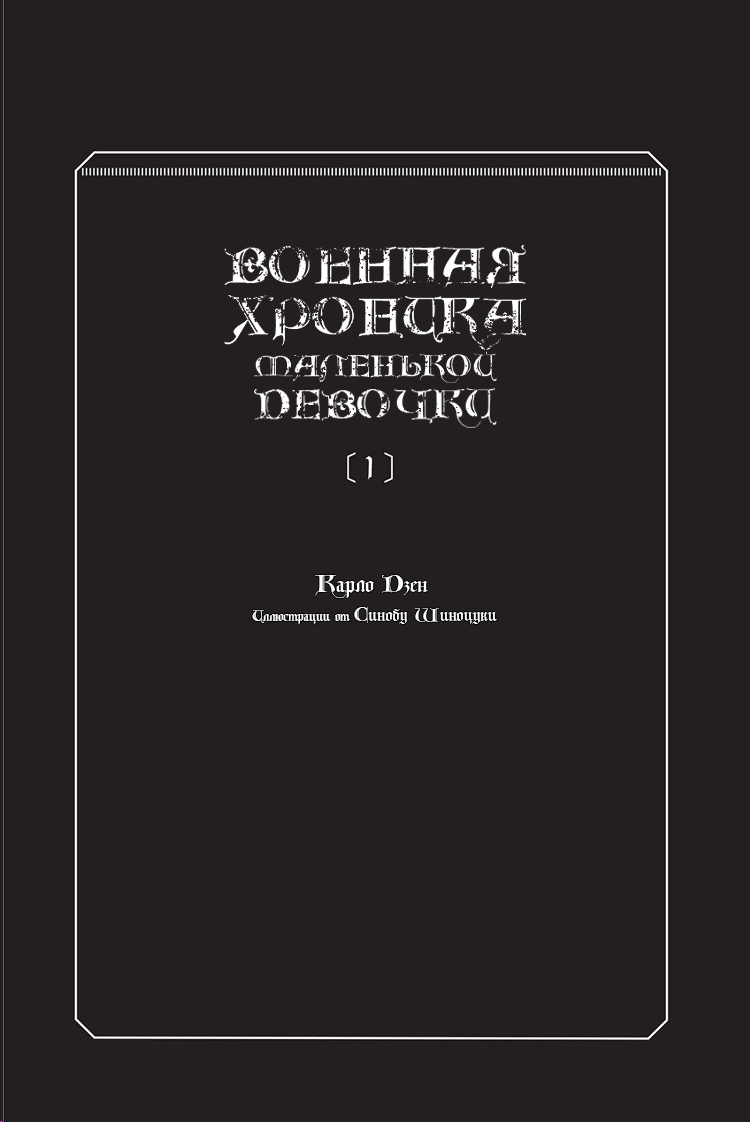 ВОЕННАЯ
ХРОНИКА
МАЛЕНЬКОЙ
ДЕВОЧКИ
[1]
Карло Дзен
Иллюстрации от Синобу Шиноцуки